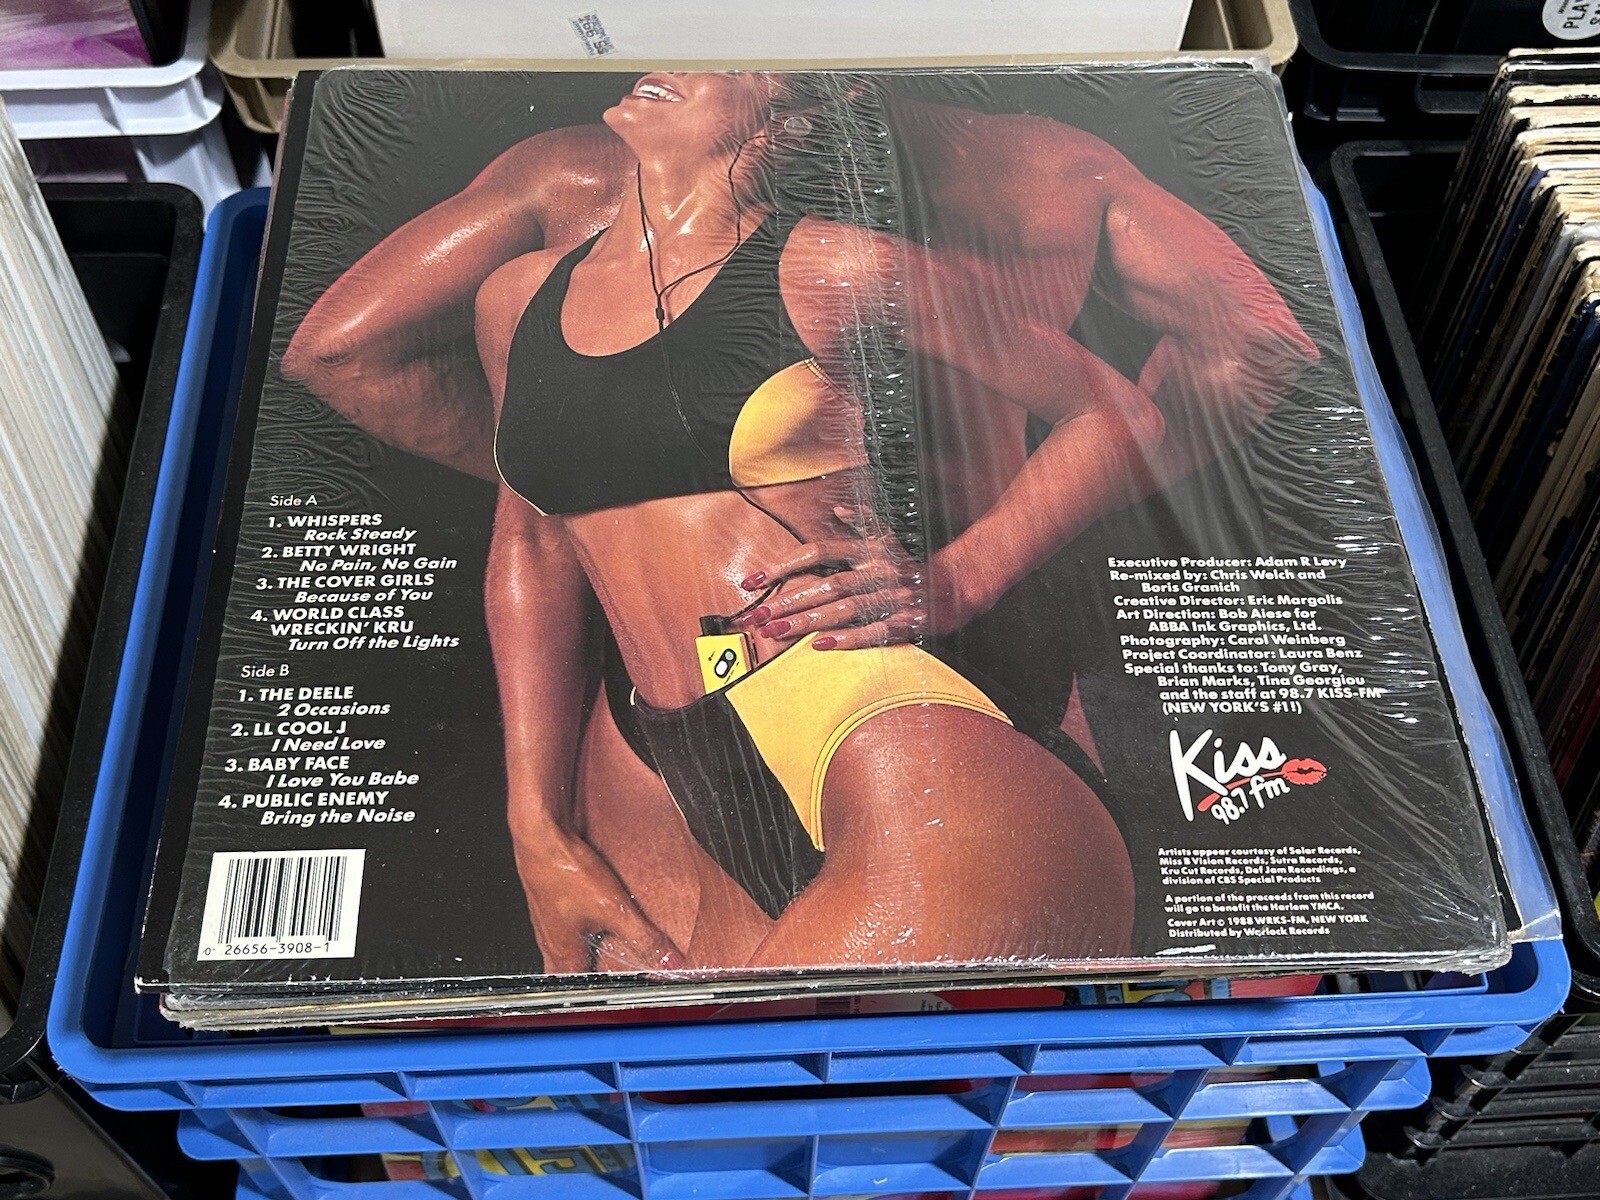 Side A
1. WHISPERS
Rock Steady
2. BETTY WRIGHT
No Pain, No Gain
3. THE COVER GIRLS
Because of You
4. WORLD CLASS
WRECKIN' KRU
Turn Off the Lights
Side B
1. THE DEELE
2 Occasions
2. LL COOL J
I Need Love
3. BABY FACE
I Love You Babe
4. PUBLIC ENEMY
Bring the Noise
0 26656-3908-1
Executive Producer: Adam R Levy
Re-mixed by: Chris Welch and
Boris Granich
Creative Director: Eric Margolis
Art Direction: Bob Aiese for
ABBA Ink Graphics, Ltd.
Photography: Carol Weinberg
Project Coordinator: Laura Benz
Special thanks to: Tony Gray,
Brian Marks, Tina Georgiou
and the staff at 98.7 KISS-FM
(NEW YORK'S #1!)
Kiss
98.7 fm
Artists appear courtesy of Solar Records,
Miss B Vision Records, Sutra Records,
Kru Cut Records, Def Jam Recordings, a
division of CBS Special Products
A portion of the proceeds from this record
will go to benefit the Harlem YMCA.
Cover Art © 1988 WRKS-FM, NEW YORK
Distributed by Warlock Records